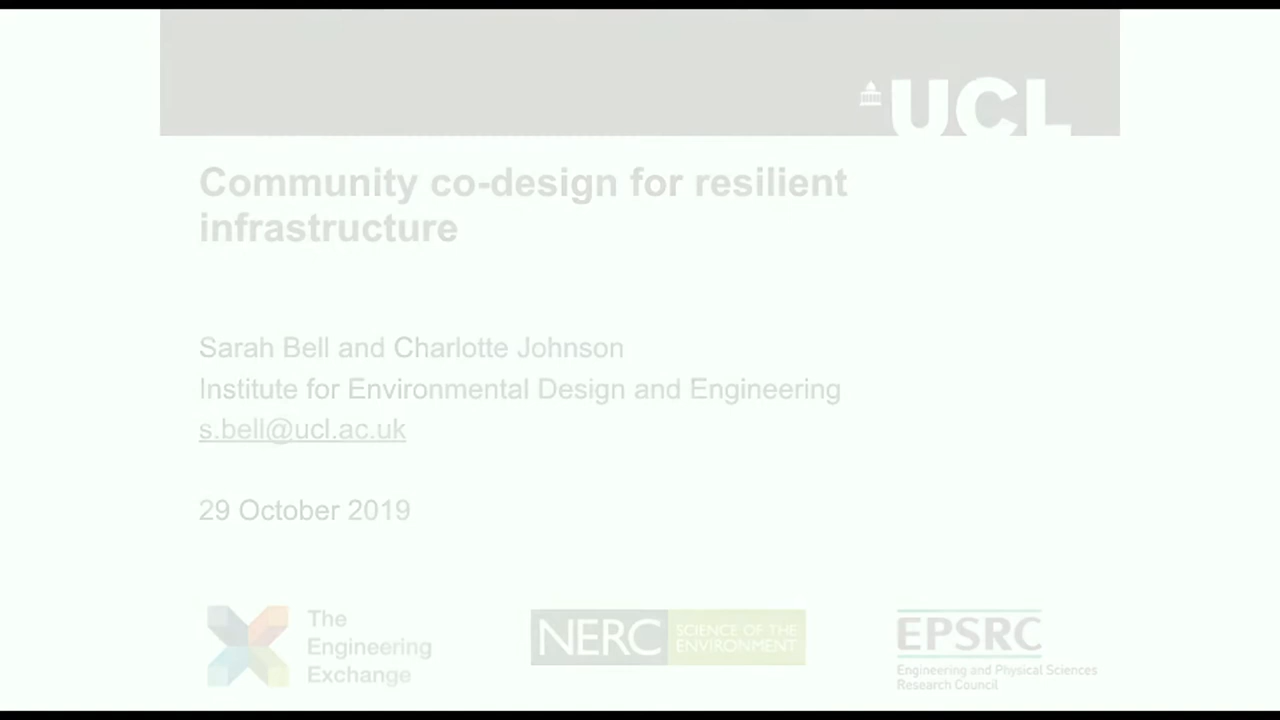 UCL
Community co-design for resilient
infrastructure
Sarah Bell and Charlotte Johnson
Institute for Environmental Design and Engineering
s.bell@ucl.ac.uk
29 October 2019
The
Engineering
Exchange
NERC
SCIENCE OF THE
ENVIRONMENT
EPSRC
Engineering and Physical Sciences
Research Council